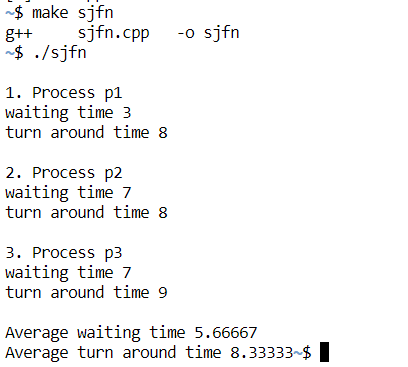 ~$ make sjfn
g++     sjfn.cpp   -o sjfn
~$ ./sjfn
1. Process p1
waiting time 3
turn around time 8
2. Process p2
waiting time 7
turn around time 8
3. Process p3
waiting time 7
turn around time 9
Average waiting time 5.66667
Average turn around time 8.33333~$